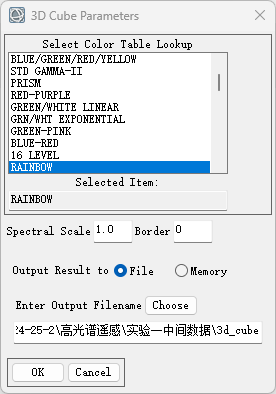 3D Cube Parameters
Select Color Table Lookup
BLUE/GREEN/RED/YELLOW
STD GAMMA-II
PRISM
RED-PURPLE
GREEN/WHITE LINEAR
GRN/WHT EXPONENTIAL
GREEN-PINK
BLUE-RED
16 LEVEL
RAINBOW
Selected Item:
RAINBOW
Spectral Scale 1.0 Border 0
Output Result to File Memory
Enter Output Filename Choose
24-25-2\高光谱遥感\实验一中间数据\3d_cube
OK Cancel